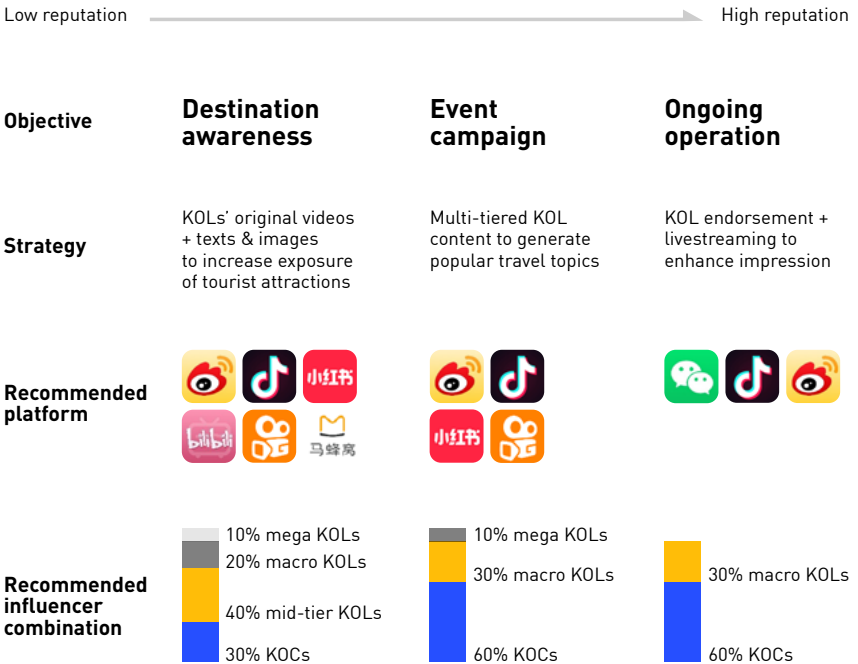 Low reputation
High reputation
Objective
Destination
awareness
Event
campaign
Ongoing
operation
Strategy
KOLs’ original videos
+ texts & images
to increase exposure
of tourist attractions
Multi-tiered KOL
content to generate
popular travel topics
KOL endorsement +
livestreaming to
enhance impression
Recommended
platform
小红书
bilibili
马蜂窝
小红书
Recommended
influencer
combination
10% mega KOLs
20% macro KOLs
40% mid-tier KOLs
30% KOCs
10% mega KOLs
30% macro KOLs
60% KOCs
30% macro KOLs
60% KOCs